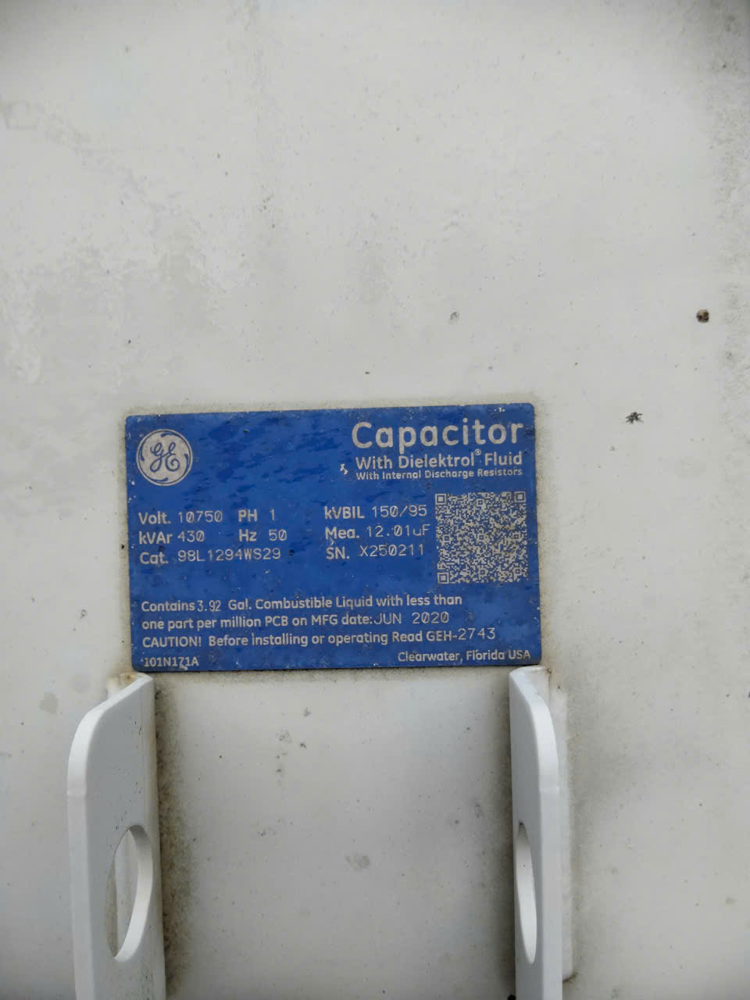 GE
Capacitor
With Dielektrol® Fluid
With Internal Discharge Resistors
Volt. 10750 PH 1 kVBIL 150/95
kVAr 430 Hz 50 Mea. 12.01uF
Cat. 98L1294WS29 SN. X250211
Contains 3.92 Gal. Combustible Liquid with less than
one part per million PCB on MFG date: JUN 2020
CAUTION! Before installing or operating Read GEH-2743
101N171A Clearwater, Florida USA